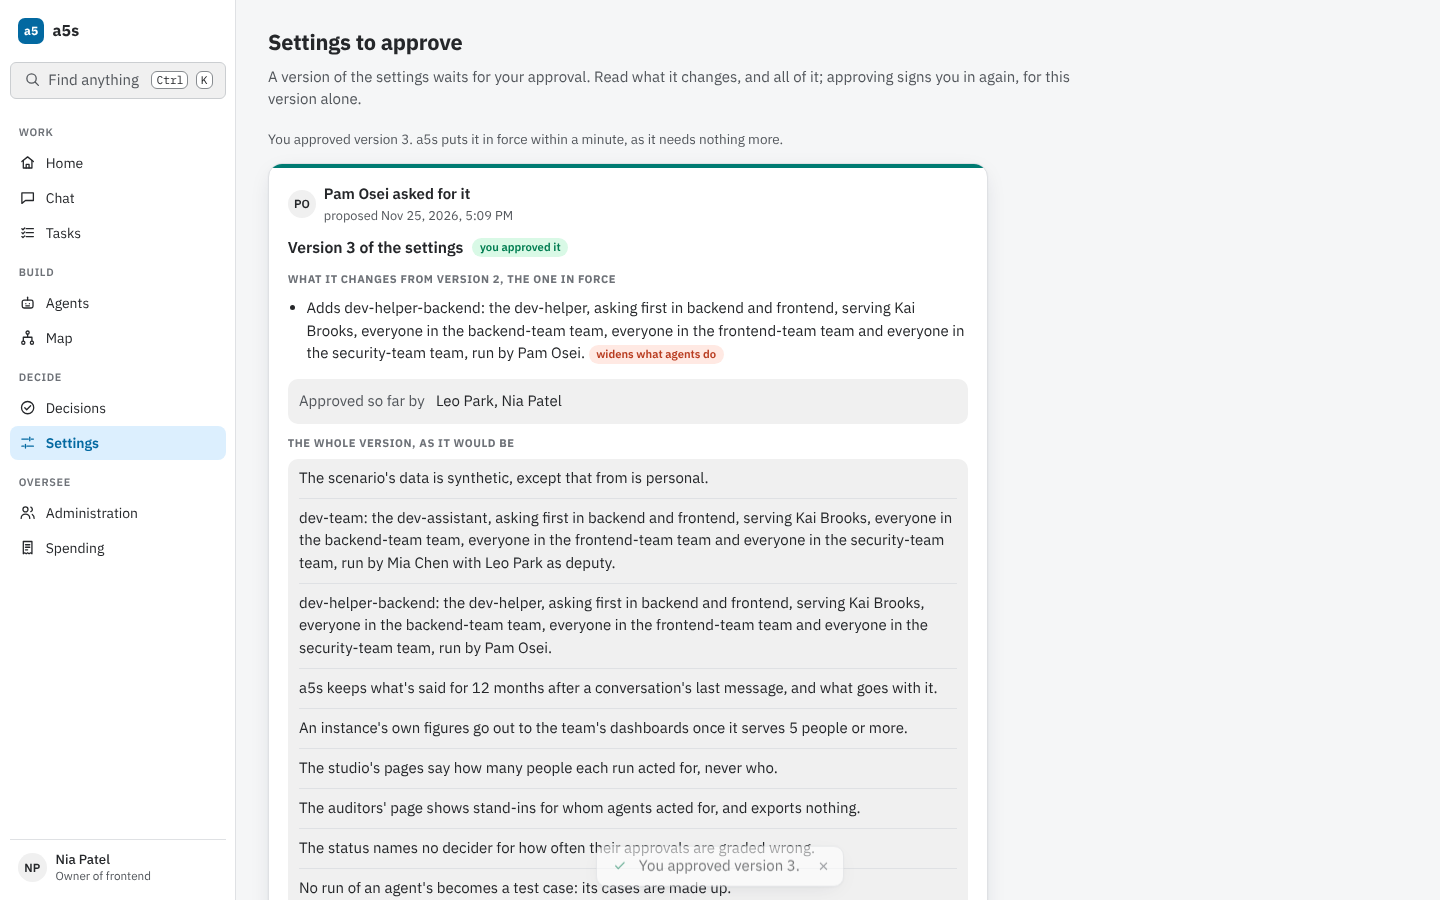 a5 a5s
Find anything Ctrl K
WORK
Home
Chat
Tasks
BUILD
Agents
Map
DECIDE
Decisions
Settings
OVERSEE
Administration
Spending
NP
Nia Patel
Owner of frontend
Settings to approve
A version of the settings waits for your approval. Read what it changes, and all of it; approving signs you in again, for this
version alone.
You approved version 3. a5s puts it in force within a minute, as it needs nothing more.
PO
Pam Osei asked for it
proposed Nov 25, 2026, 5:09 PM
Version 3 of the settings you approved it
WHAT IT CHANGES FROM VERSION 2, THE ONE IN FORCE
• Adds dev-helper-backend: the dev-helper, asking first in backend and frontend, serving Kai
Brooks, everyone in the backend-team team, everyone in the frontend-team team and everyone in
the security-team team, run by Pam Osei. widens what agents do
Approved so far by Leo Park, Nia Patel
THE WHOLE VERSION, AS IT WOULD BE
The scenario's data is synthetic, except that from is personal.
dev-team: the dev-assistant, asking first in backend and frontend, serving Kai Brooks, everyone in
the backend-team team, everyone in the frontend-team team and everyone in the security-team
team, run by Mia Chen with Leo Park as deputy.
dev-helper-backend: the dev-helper, asking first in backend and frontend, serving Kai Brooks,
everyone in the backend-team team, everyone in the frontend-team team and everyone in the
security-team team, run by Pam Osei.
a5s keeps what's said for 12 months after a conversation's last message, and what goes with it.
An instance's own figures go out to the team's dashboards once it serves 5 people or more.
The studio's pages say how many people each run acted for, never who.
The auditors' page shows stand-ins for whom agents acted for, and exports nothing.
The status names no decider for how often their approvals are graded wrong.
You approved version 3.
No run of an agent's becomes a test case: its cases are made up.